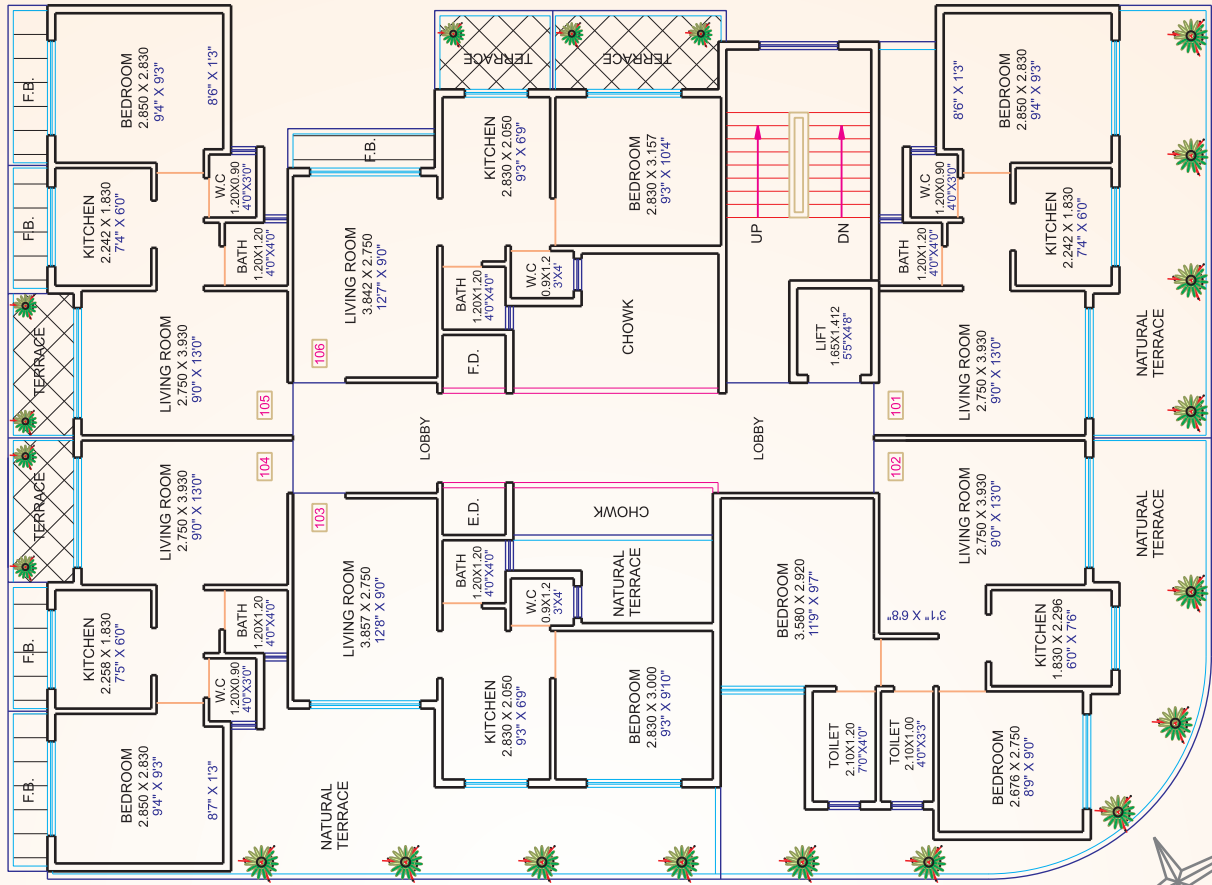 F.B.
BEDROOM
2.850 X 2.830
9'4" X 9'3"
8'6" X 1'3"
F.B.
KITCHEN
2.242 X 1.830
7'4" X 6'0"
W.C
1.20X0.90
4'0"X3'0"
BATH
1.20X1.20
4'0"X4'0"
TERRACE
LIVING ROOM
2.750 X 3.930
9'0" X 13'0"
105
F.B.
LIVING ROOM
3.842 X 2.750
12'7" X 9'0"
106
TERRACE
TERRACE
KITCHEN
2.830 X 2.050
9'3" X 6'9"
BEDROOM
2.830 X 3.157
9'3" X 10'4"
BATH
1.20X1.20
4'0"X4'0"
W.C
0.9X1.2
3'X4'
F.D.
CHOWK
UP
DN
LIFT
1.65X1.412
5'5"X4'8"
8'6" X 1'3"
BEDROOM
2.850 X 2.830
9'4" X 9'3"
W.C
1.20X0.90
4'0"X3'0"
KITCHEN
2.242 X 1.830
7'4" X 6'0"
BATH
1.20X1.20
4'0"X4'0"
LIVING ROOM
2.750 X 3.930
9'0" X 13'0"
101
NATURAL
TERRACE
LOBBY
LOBBY
TERRACE
LIVING ROOM
2.750 X 3.930
9'0" X 13'0"
104
F.B.
KITCHEN
2.258 X 1.830
7'5" X 6'0"
BATH
1.20X1.20
4'0"X4'0"
W.C
1.20X0.90
4'0"X3'0"
F.B.
BEDROOM
2.850 X 2.830
9'4" X 9'3"
8'7" X 1'3"
103
LIVING ROOM
3.857 X 2.750
12'8" X 9'0"
E.D.
CHOWK
BATH
1.20X1.20
4'0"X4'0"
W.C
0.9X1.2
3'X4'
NATURAL
TERRACE
KITCHEN
2.830 X 2.050
9'3" X 6'9"
BEDROOM
2.830 X 3.000
9'3" X 9'10"
NATURAL
TERRACE
102
LIVING ROOM
2.750 X 3.930
9'0" X 13'0"
NATURAL
TERRACE
BEDROOM
3.580 X 2.920
11'9" X 9'7"
3'1" X 6'8"
KITCHEN
1.830 X 2.296
6'0" X 7'6"
TOILET
2.10X1.20
7'0"X4'0"
TOILET
2.10X1.00
4'0"X3'3"
BEDROOM
2.676 X 2.750
8'9" X 9'0"